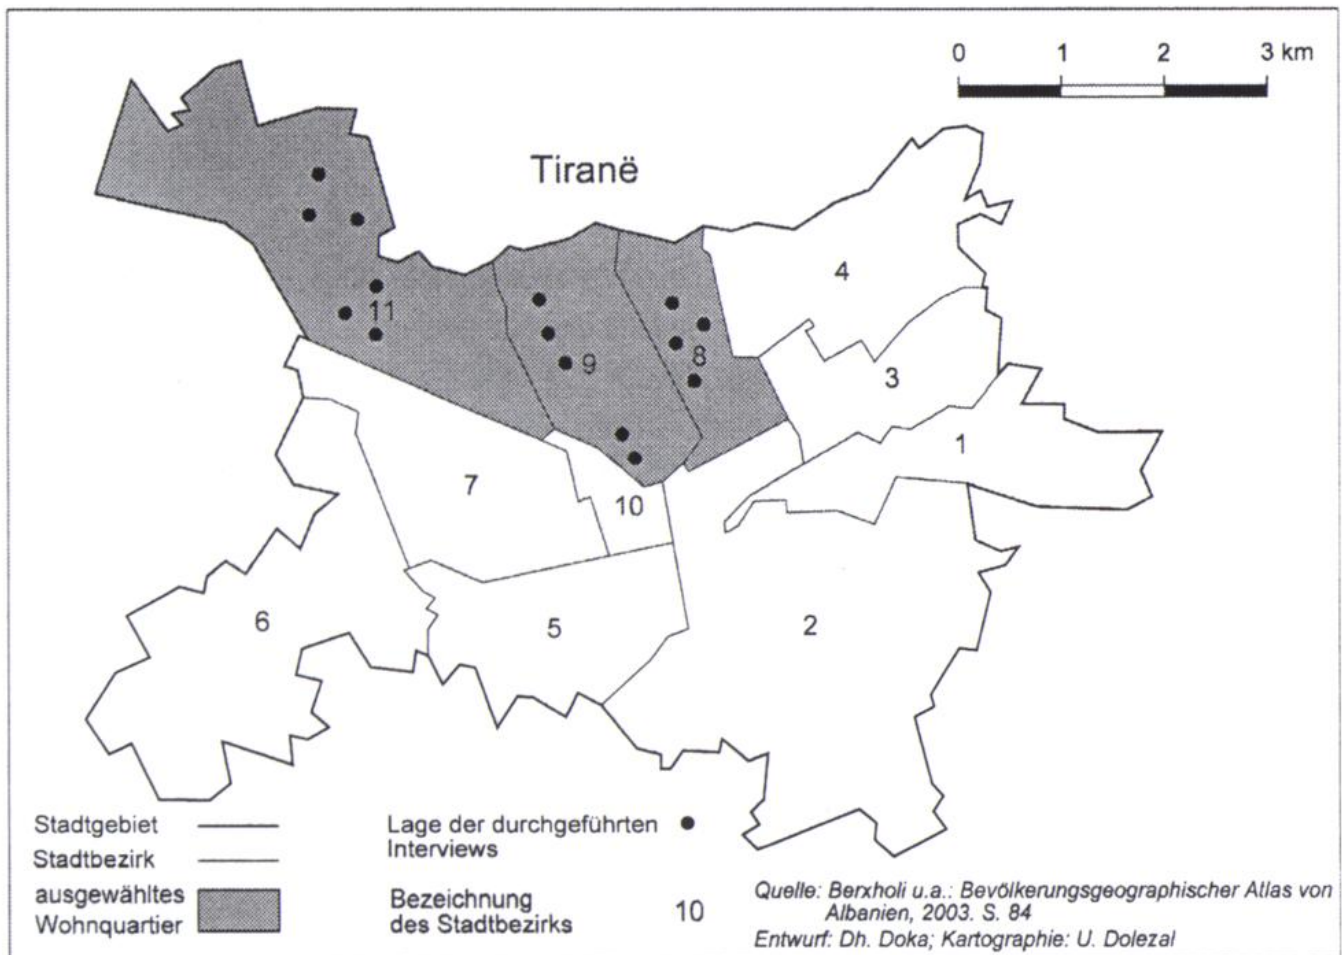 0 1 2 3 km
Tiranë
4
11
9
8
3
1
7
10
6
5
2
Stadtgebiet
Stadtbezirk
ausgewähltes
Wohnquartier
Lage der durchgeführten
Interviews
Bezeichnung
des Stadtbezirks
10
Quelle: Berxholi u.a.: Bevölkerungsgeographischer Atlas von
Albanien, 2003. S. 84
Entwurf: Dh. Doka; Kartographie: U. Dolezal